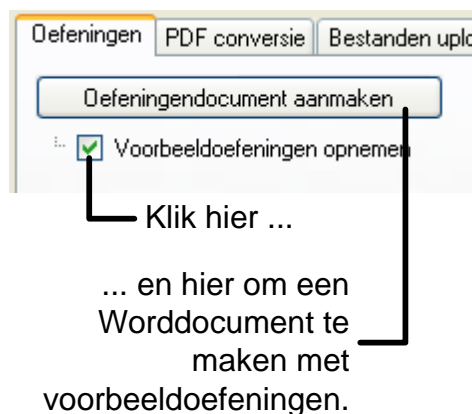 Oefeningen PDF conversie Bestanden uplo
Oefeningendocument aanmaken
Voorbeeldoefeningen opnemen
Klik hier ...
... en hier om een
Worddocument te
maken met
voorbeeldoefeningen.